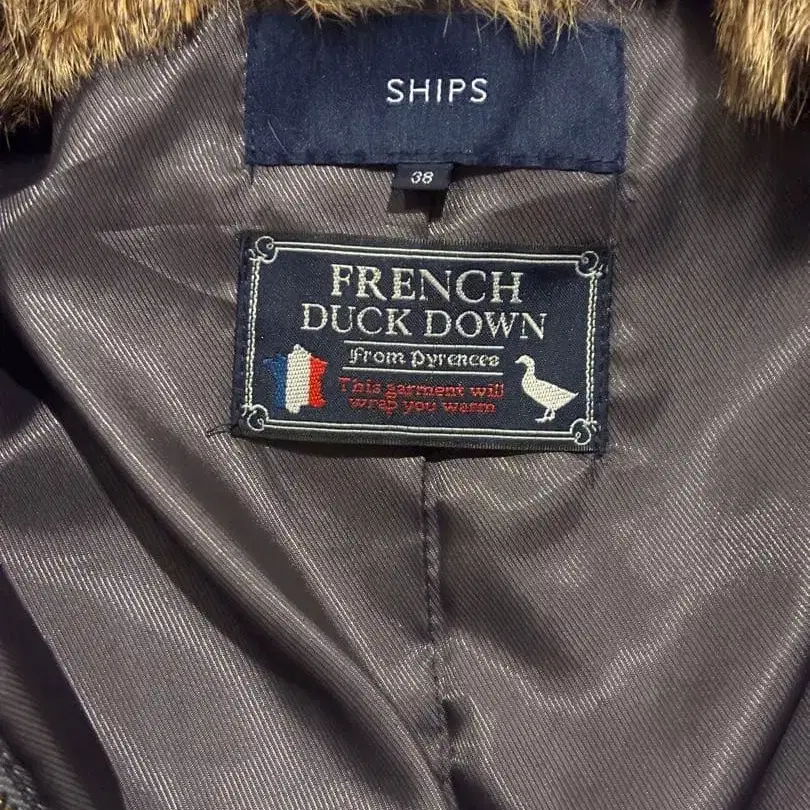 SHIPS
38
FRENCH
DUCK DOWN
From Pyrenees
This garment will
wrap you warm